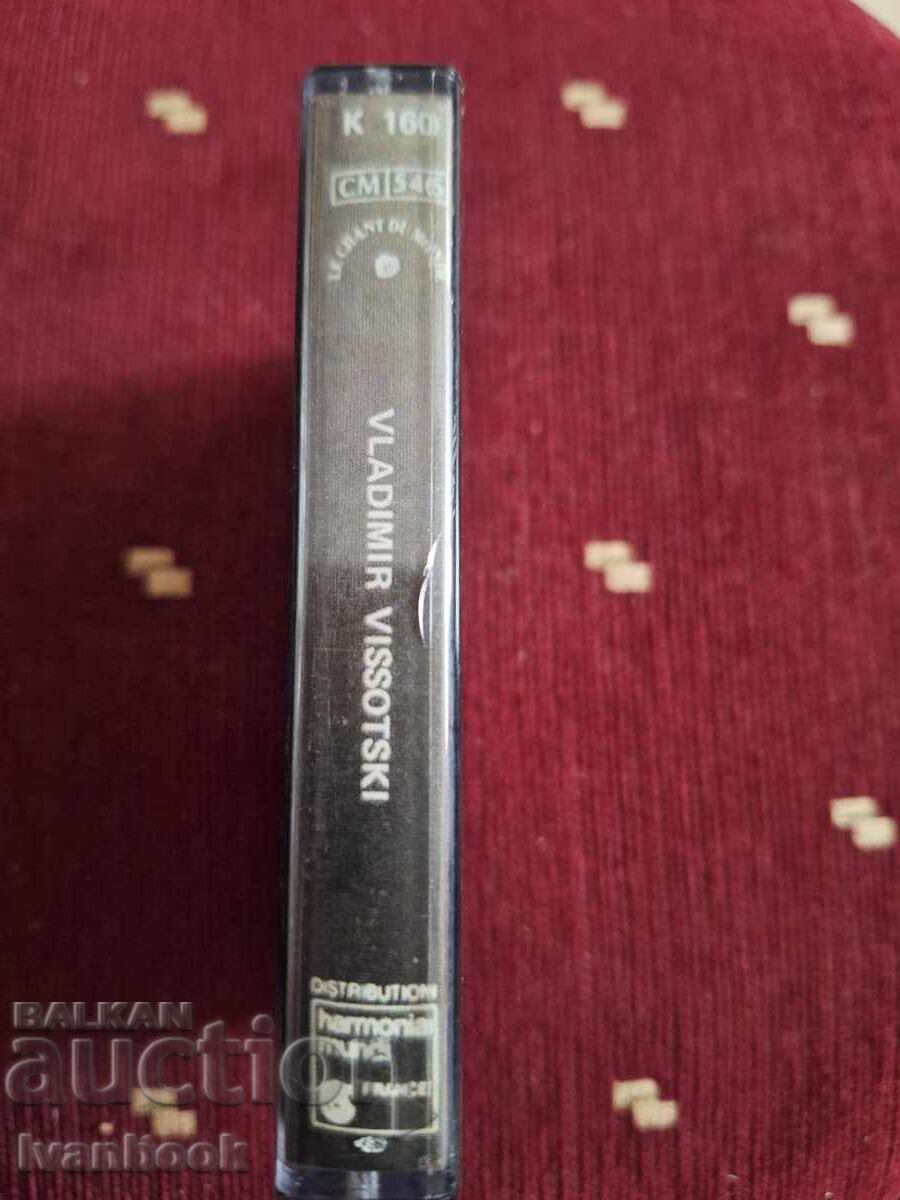 K 160
CM 546
LE CHANT DU MONDE
VLADIMIR VISSOTSKI
DISTRIBUTION
harmonia
mundi
FRANCE
BALKAN
auction
Ivanbook